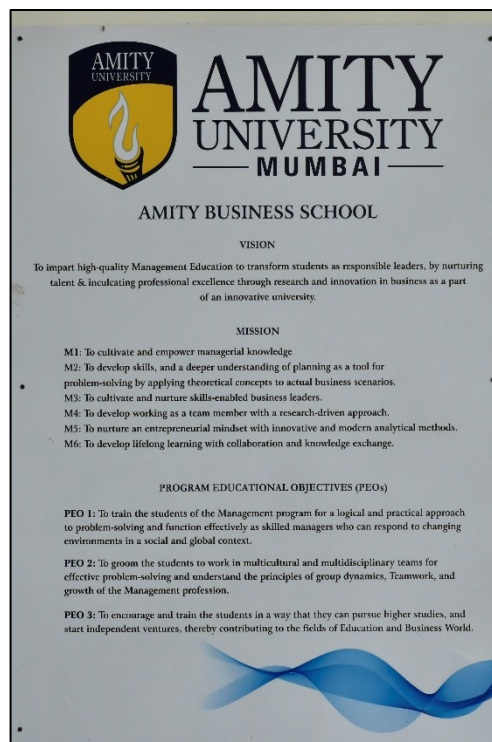 AMITY
UNIVERSITY
AMITY
UNIVERSITY
MUMBAI
AMITY BUSINESS SCHOOL
VISION
To impart high-quality Management Education to transform students as responsible leaders, by nurturing
talent & inculcating professional excellence through research and innovation in business as a part
of an innovative university.
MISSION
M1: To cultivate and empower managerial knowledge
M2: To develop skills, and a deeper understanding of planning as a tool for
problem-solving by applying theoretical concepts to actual business scenarios.
M3: To cultivate and nurture skills-enabled business leaders.
M4: To develop working as a team member with a research-driven approach.
M5: To nurture an entrepreneurial mindset with innovative and modern analytical methods.
M6: To develop lifelong learning with collaboration and knowledge exchange.
PROGRAM EDUCATIONAL OBJECTIVES (PEOs)
PEO 1: To train the students of the Management program for a logical and practical approach
to problem-solving and function effectively as skilled managers who can respond to changing
environments in a social and global context.
PEO 2: To groom the students to work in multicultural and multidisciplinary teams for
effective problem-solving and understand the principles of group dynamics, Teamwork, and
growth of the Management profession.
PEO 3: To encourage and train the students in a way that they can pursue higher studies, and
start independent ventures, thereby contributing to the fields of Education and Business World.